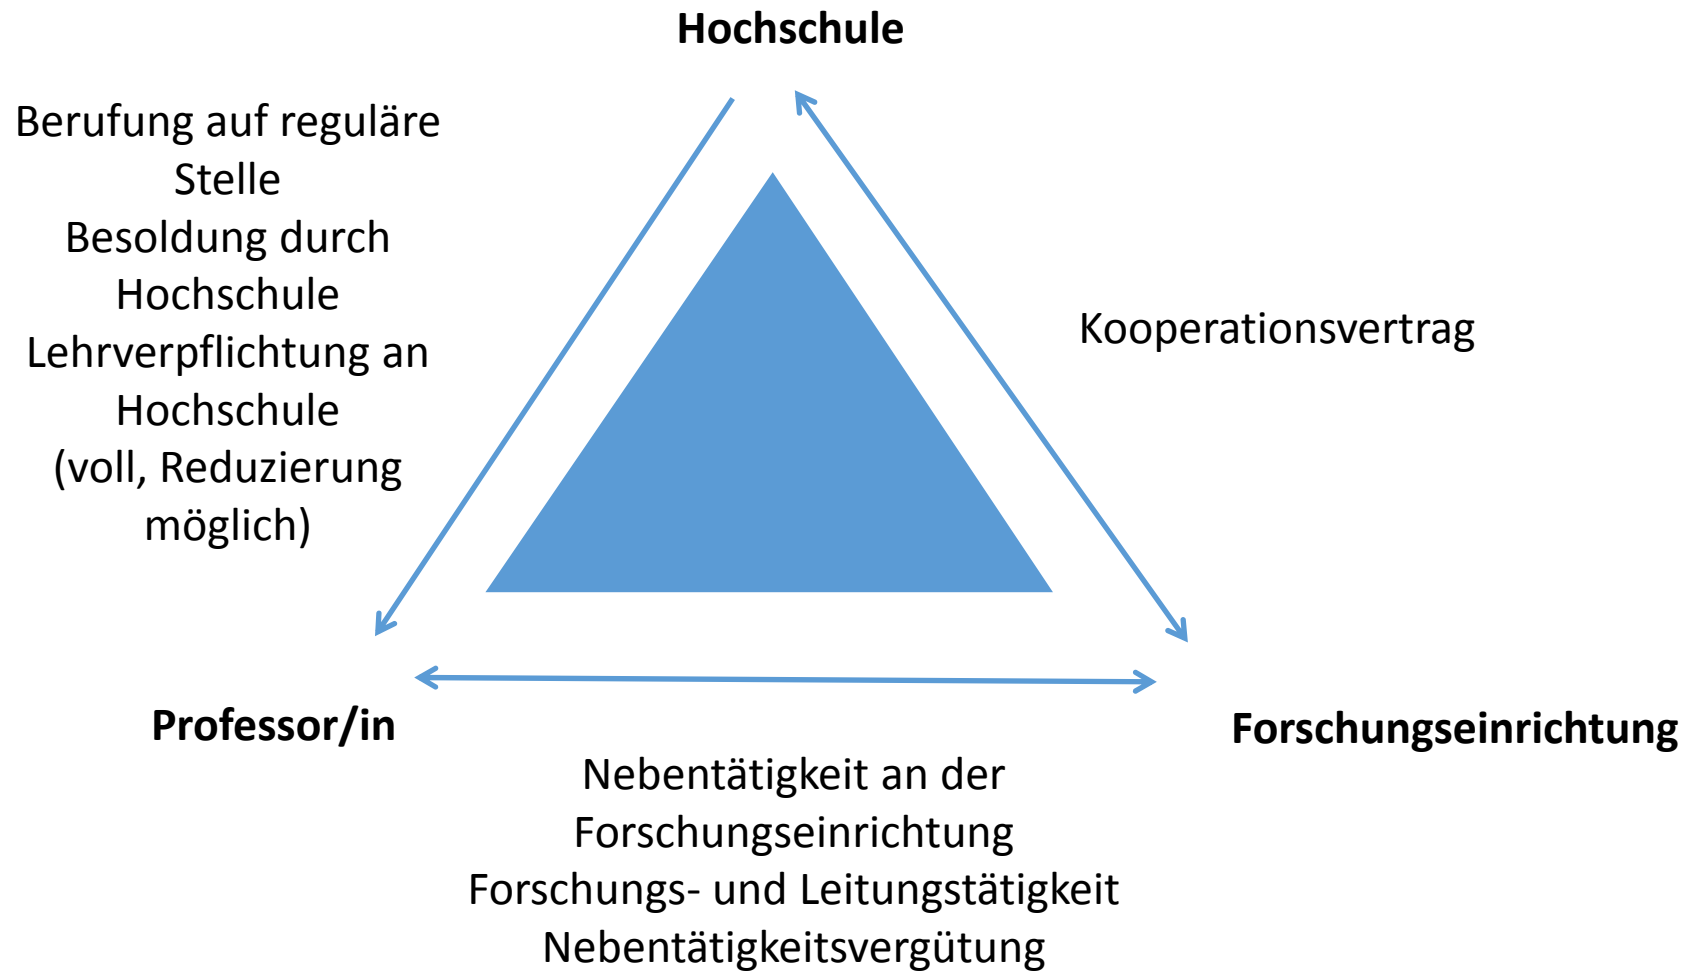 Hochschule
Berufung auf reguläre
Stelle
Besoldung durch
Hochschule
Lehrverpflichtung an
Hochschule
(voll, Reduzierung
möglich)
Kooperationsvertrag
Professor/in
Forschungseinrichtung
Nebentätigkeit an der
Forschungseinrichtung
Forschungs- und Leitungstätigkeit
Nebentätigkeitsvergütung